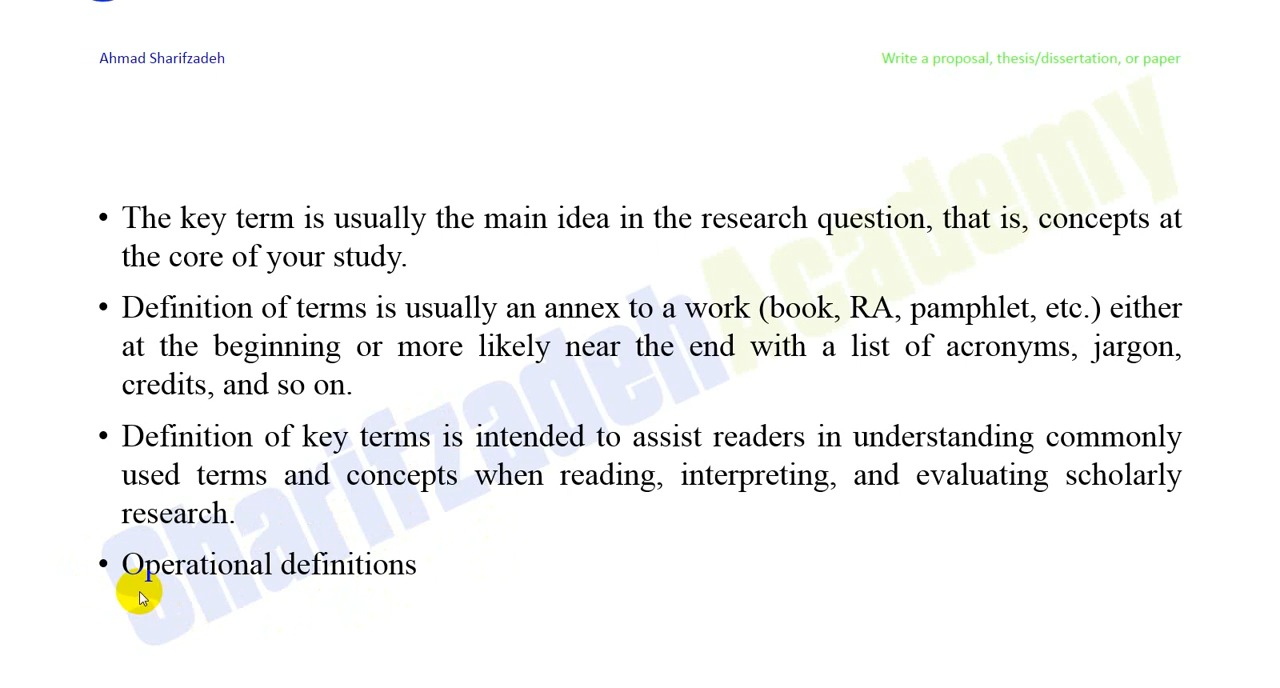 Ahmad Sharifzadeh
Write a proposal, thesis/dissertation, or paper
• The key term is usually the main idea in the research question, that is, concepts at
the core of your study.
• Definition of terms is usually an annex to a work (book, RA, pamphlet, etc.) either
at the beginning or more likely near the end with a list of acronyms, jargon,
credits, and so on.
• Definition of key terms is intended to assist readers in understanding commonly
used terms and concepts when reading, interpreting, and evaluating scholarly
research.
• Operational definitions
SharifzadehAcademy